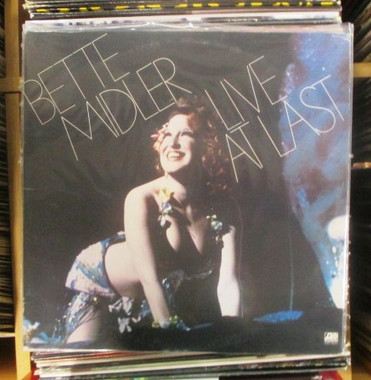 BETTE
MIDLER
LIVE
AT LAST